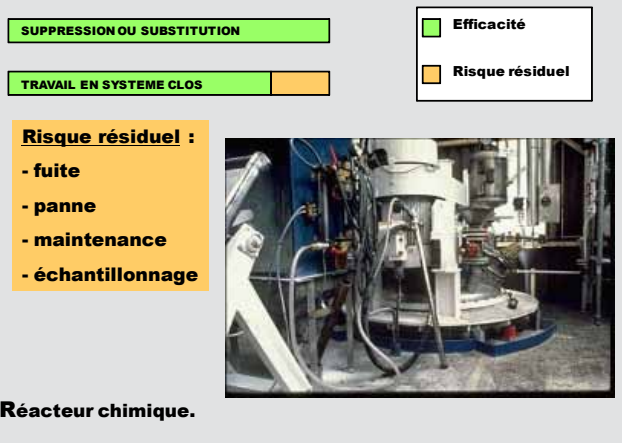 SUPPRESSION OU SUBSTITUTION
Efficacité
Risque résiduel
TRAVAIL EN SYSTEME CLOS
Risque résiduel :
- fuite
- panne
- maintenance
- échantillonnage
Réacteur chimique.